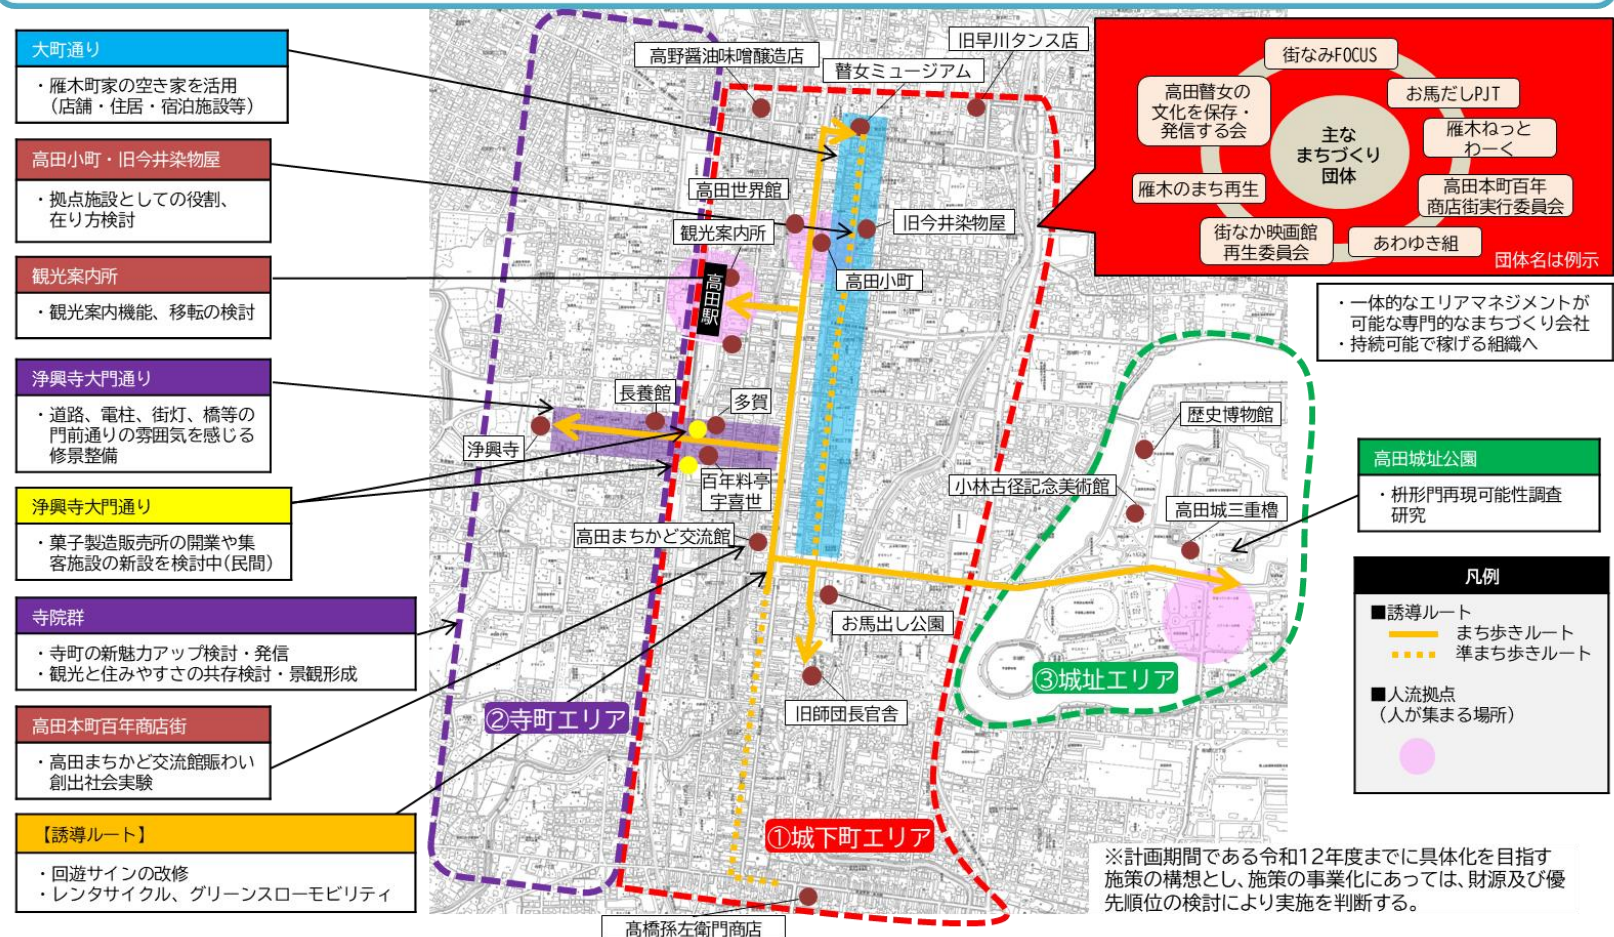 大町通り
・雁木町家の空き家を活用
（店舗・住居・宿泊施設等）
高田小町・旧今井染物屋
・拠点施設としての役割、
在り方検討
観光案内所
・観光案内機能、移転の検討
浄興寺大門通り
・道路、電柱、街灯、橋等の
門前通りの雰囲気を感じる
修景整備
浄興寺大門通り
・菓子製造販売所の開業や集
客施設の新設を検討中(民間)
寺院群
・寺町の新魅力アップ検討・発信
・観光と住みやすさの共存検討・景観形成
高田本町百年商店街
・高田まちかど交流館賑わい
創出社会実験
【誘導ルート】
・回遊サインの改修
・レンタサイクル、グリーンスローモビリティ
高野醤油味噌醸造店
旧早川タンス店
瞽女ミュージアム
高田世界館
観光案内所
旧今井染物屋
高田小町
高田駅
長養館
多賀
浄興寺
百年料亭
宇喜世
高田まちかど交流館
お馬出し公園
旧師団長官舎
髙橋孫左衛門商店
歴史博物館
小林古径記念美術館
高田城三重櫓
①城下町エリア
②寺町エリア
③城址エリア
街なみFOCUS
お馬だしPJT
雁木ねっと
わーく
高田本町百年
商店街実行委員会
あわゆき組
街なか映画館
再生委員会
雁木のまち再生
高田瞽女の
文化を保存・
発信する会
主な
まちづくり
団体
団体名は例示
・一体的なエリアマネジメントが
可能な専門的なまちづくり会社
・持続可能で稼げる組織へ
高田城址公園
・枡形門再現可能性調査
研究
凡例
■誘導ルート
まち歩きルート
準まち歩きルート
■人流拠点
（人が集まる場所）
※計画期間である令和12年度までに具体化を目指す
施策の構想とし、施策の事業化にあっては、財源及び優
先順位の検討により実施を判断する。